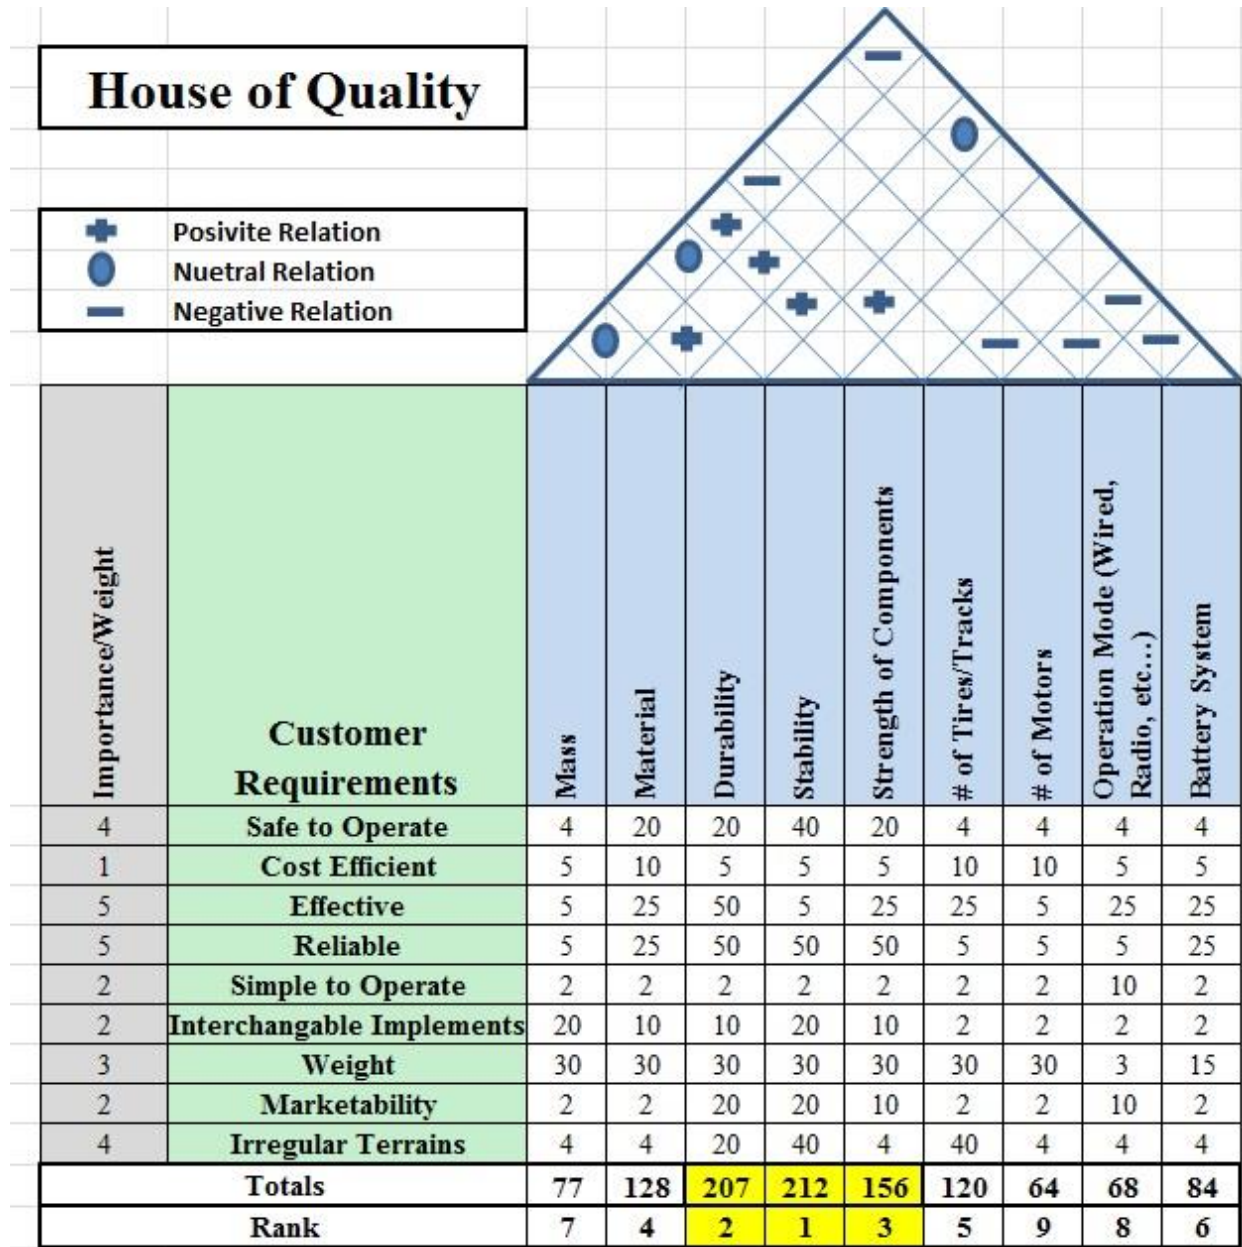 House of Quality
Posivite Relation
Nuetral Relation
Negative Relation
Importance/Weight
Customer
Requirements
Mass
Material
Durability
Stability
Strength of Components
# of Tires/Tracks
# of Motors
Operation Mode (Wired,
Radio, etc...)
Battery System
4 Safe to Operate 4 20 20 40 20 4 4 4 4
1 Cost Efficient 5 10 5 5 5 10 10 5 5
5 Effective 5 25 50 5 25 25 5 25 25
5 Reliable 5 25 50 50 50 5 5 5 25
2 Simple to Operate 2 2 2 2 2 2 2 10 2
2 Interchangable Implements 20 10 10 20 10 2 2 2 2
3 Weight 30 30 30 30 30 30 30 3 15
2 Marketability 2 2 20 20 10 2 2 10 2
4 Irregular Terrains 4 4 20 40 4 40 4 4 4
Totals 77 128 207 212 156 120 64 68 84
Rank 7 4 2 1 3 5 9 8 6